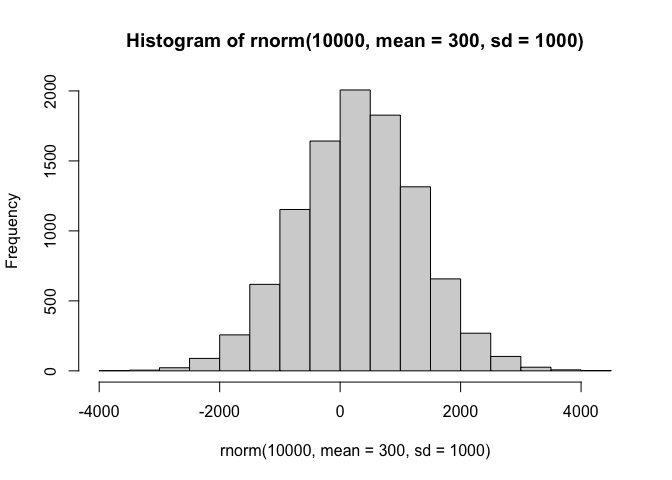 Histogram of rnorm(10000, mean = 300, sd = 1000)
2000
1500
1000
500
0
Frequency
-4000 -2000 0 2000 4000
rnorm(10000, mean = 300, sd = 1000)